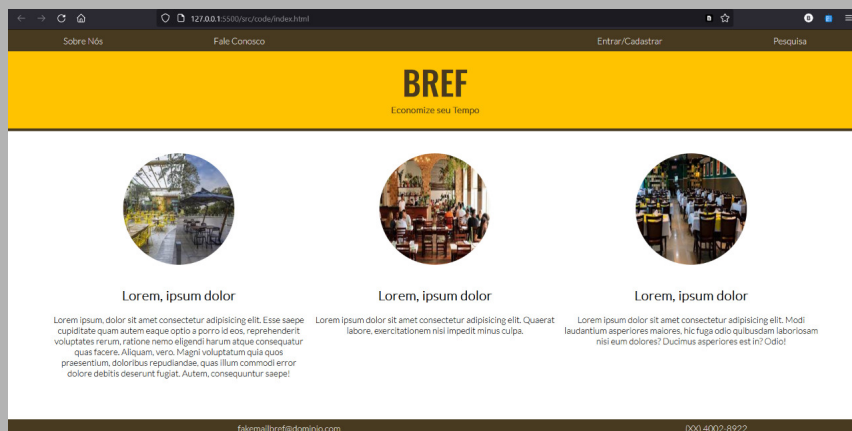 127.0.0.1:5500/src/code/index.html
Sobre Nós Fale Conosco Entrar/Cadastrar Pesquisa
BREF
Economize seu Tempo
Lorem, ipsum dolor
Lorem ipsum, dolor sit amet consectetur adipisicing elit. Esse saepe
cupiditate quam autem eaque optio a porro id eos, reprehenderit
voluptates rerum, ratione nemo eligendi harum atque consequatur
quas facere. Aliquam, vero. Magni voluptatum quia quos
praesentium, doloribus repudiandae, quas illum commodi error
dolore debitis deserunt fugiat. Autem, consequuntur saepe!
Lorem, ipsum dolor
Lorem ipsum, dolor sit amet consectetur adipisicing elit. Quaerat
labore, exercitationem nisi impedit minus culpa.
Lorem, ipsum dolor
Lorem ipsum, dolor sit amet consectetur adipisicing elit. Modi
laudantium asperiores maiores, hic fuga odio quibusdam laboriosam
nisi eum dolores? Ducimus asperiores est in? Odio!
fakemailbref@dominio.com (XX) 4002-8922